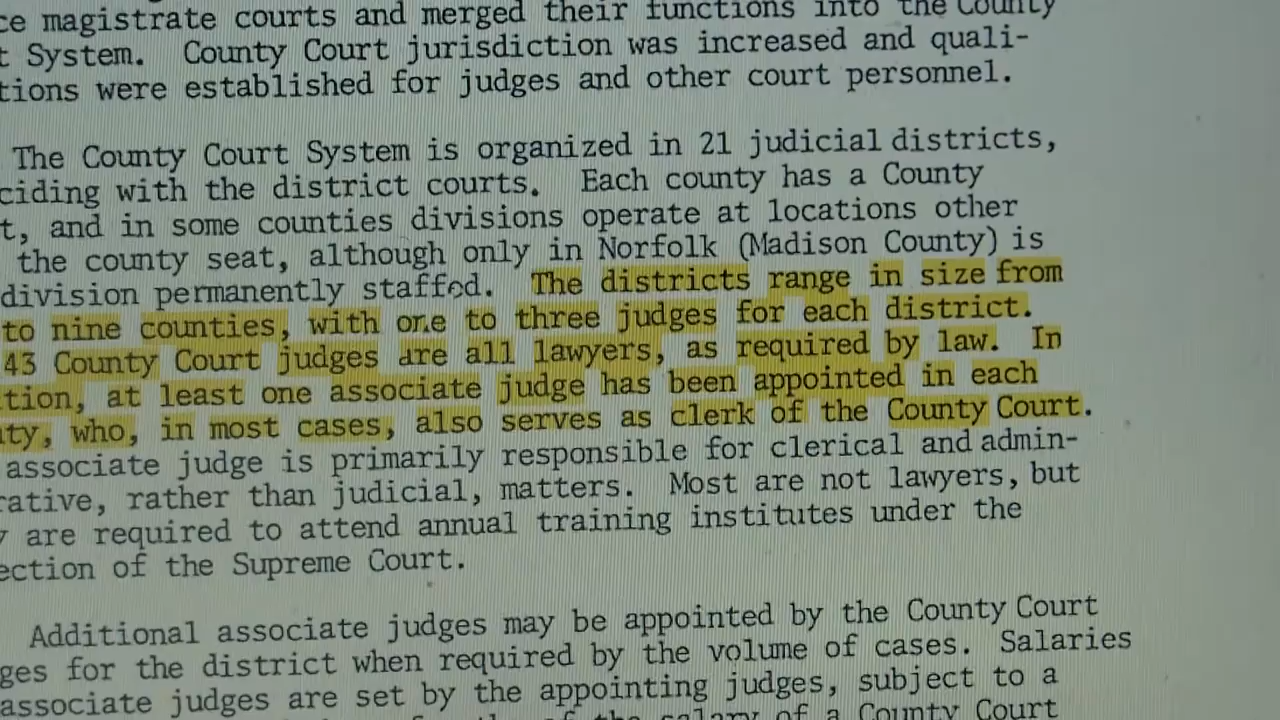 ce magistrate courts and merged their functions into the County
t System. County Court jurisdiction was increased and quali-
tions were established for judges and other court personnel.
The County Court System is organized in 21 judicial districts,
ciding with the district courts. Each county has a County
t, and in some counties divisions operate at locations other
the county seat, although only in Norfolk (Madison County) is
division permanently staffed. The districts range in size from
to nine counties, with one to three judges for each district.
43 County Court judges are all lawyers, as required by law. In
tion, at least one associate judge has been appointed in each
ty, who, in most cases, also serves as clerk of the County Court.
associate judge is primarily responsible for clerical and admin-
rative, rather than judicial, matters. Most are not lawyers, but
y are required to attend annual training institutes under the
ection of the Supreme Court.
Additional associate judges may be appointed by the County Court
ges for the district when required by the volume of cases. Salaries
associate judges are set by the appointing judges, subject to a
of the salary of a County Court